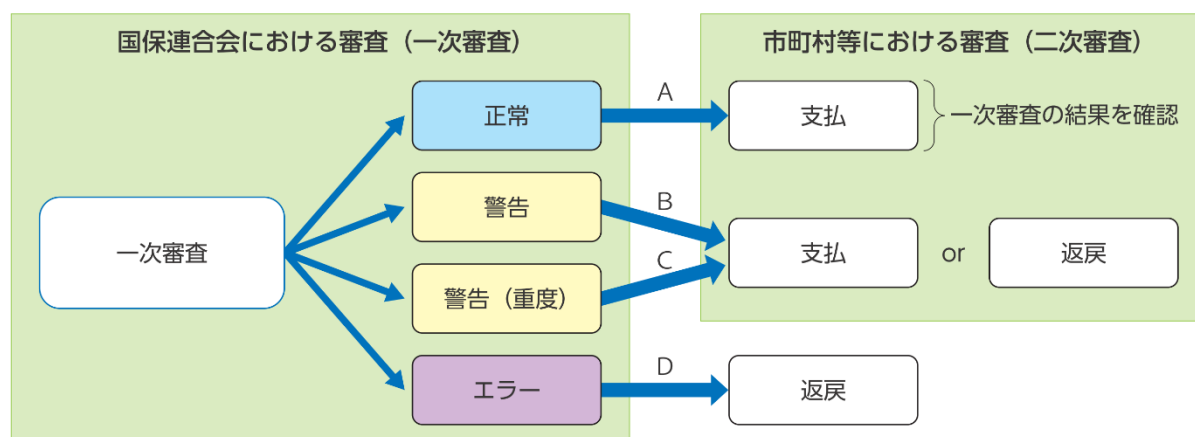 国保連合会における審査（一次審査）
市町村等における審査（二次審査）
正常
A
支払
一次審査の結果を確認
一次審査
警告
B
支払
or
返戻
警告（重度）
C
エラー
D
返戻